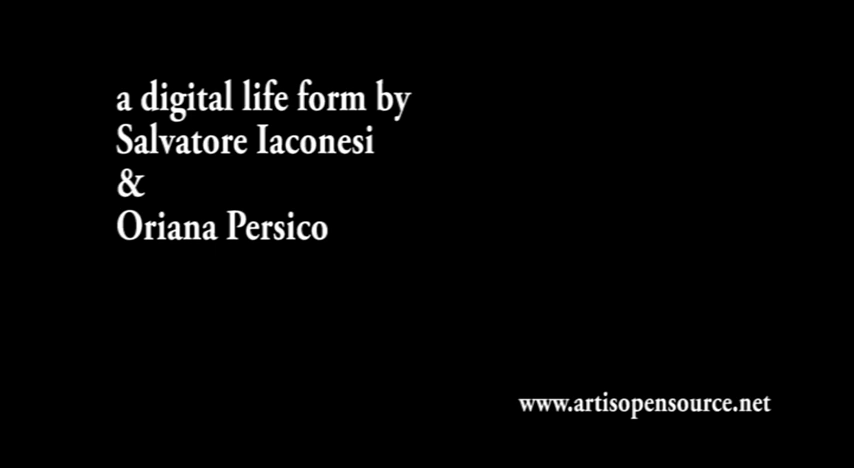 a digital life form by
Salvatore Iaconesi
&
Oriana Persico
www.artisopensource.net